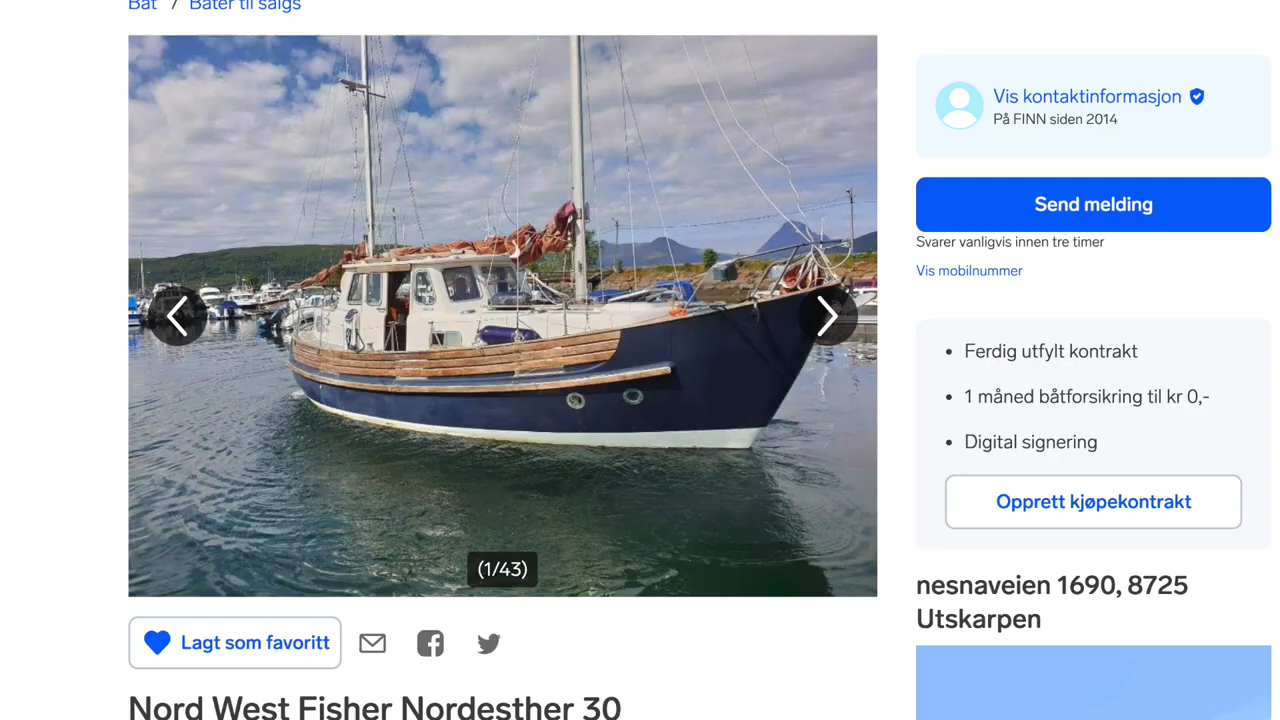 Båt / Båter til salgs
Vis kontaktinformasjon
På FINN siden 2014
Send melding
Svarer vanligvis innen tre timer
Vis mobilnummer
• Ferdig utfylt kontrakt
• 1 måned båtforsikring til kr 0,-
• Digital signering
Opprett kjøpekontrakt
nesnaveien 1690, 8725
Utskarpen
(1/43)
Lagt som favoritt
Nord West Fisher Nordesther 30